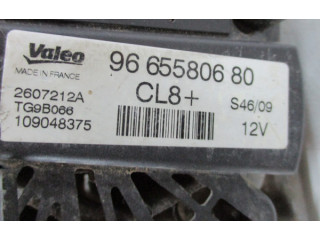 Valeo
MADE IN FRANCE
96 655806 80
CL8+
2607212A
TG9B066
109048375
S46/09
12V